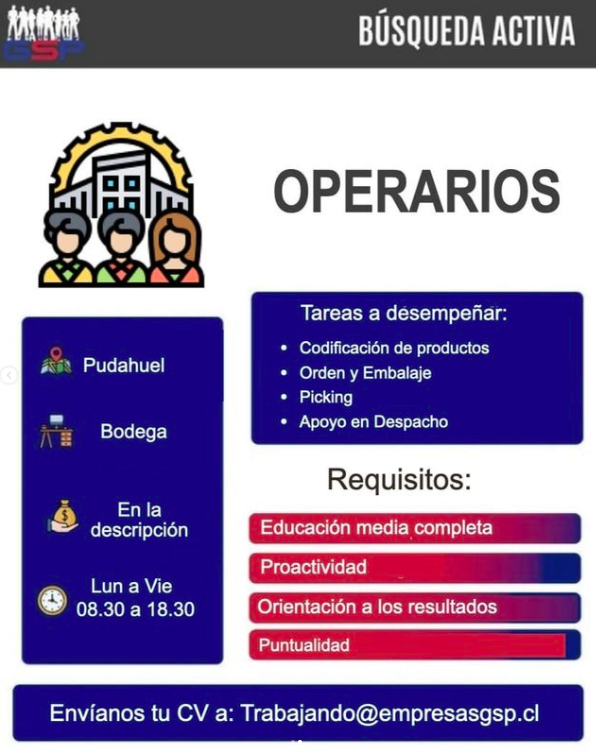 GSP
BÚSQUEDA ACTIVA
OPERARIOS
Pudahuel
Bodega
En la
descripción
Lun a Vie
08.30 a 18.30
Tareas a desempeñar:
• Codificación de productos
• Orden y Embalaje
• Picking
• Apoyo en Despacho
Requisitos:
Educación media completa
Proactividad
Orientación a los resultados
Puntualidad
Envíanos tu CV a: Trabajando@empresasgsp.cl